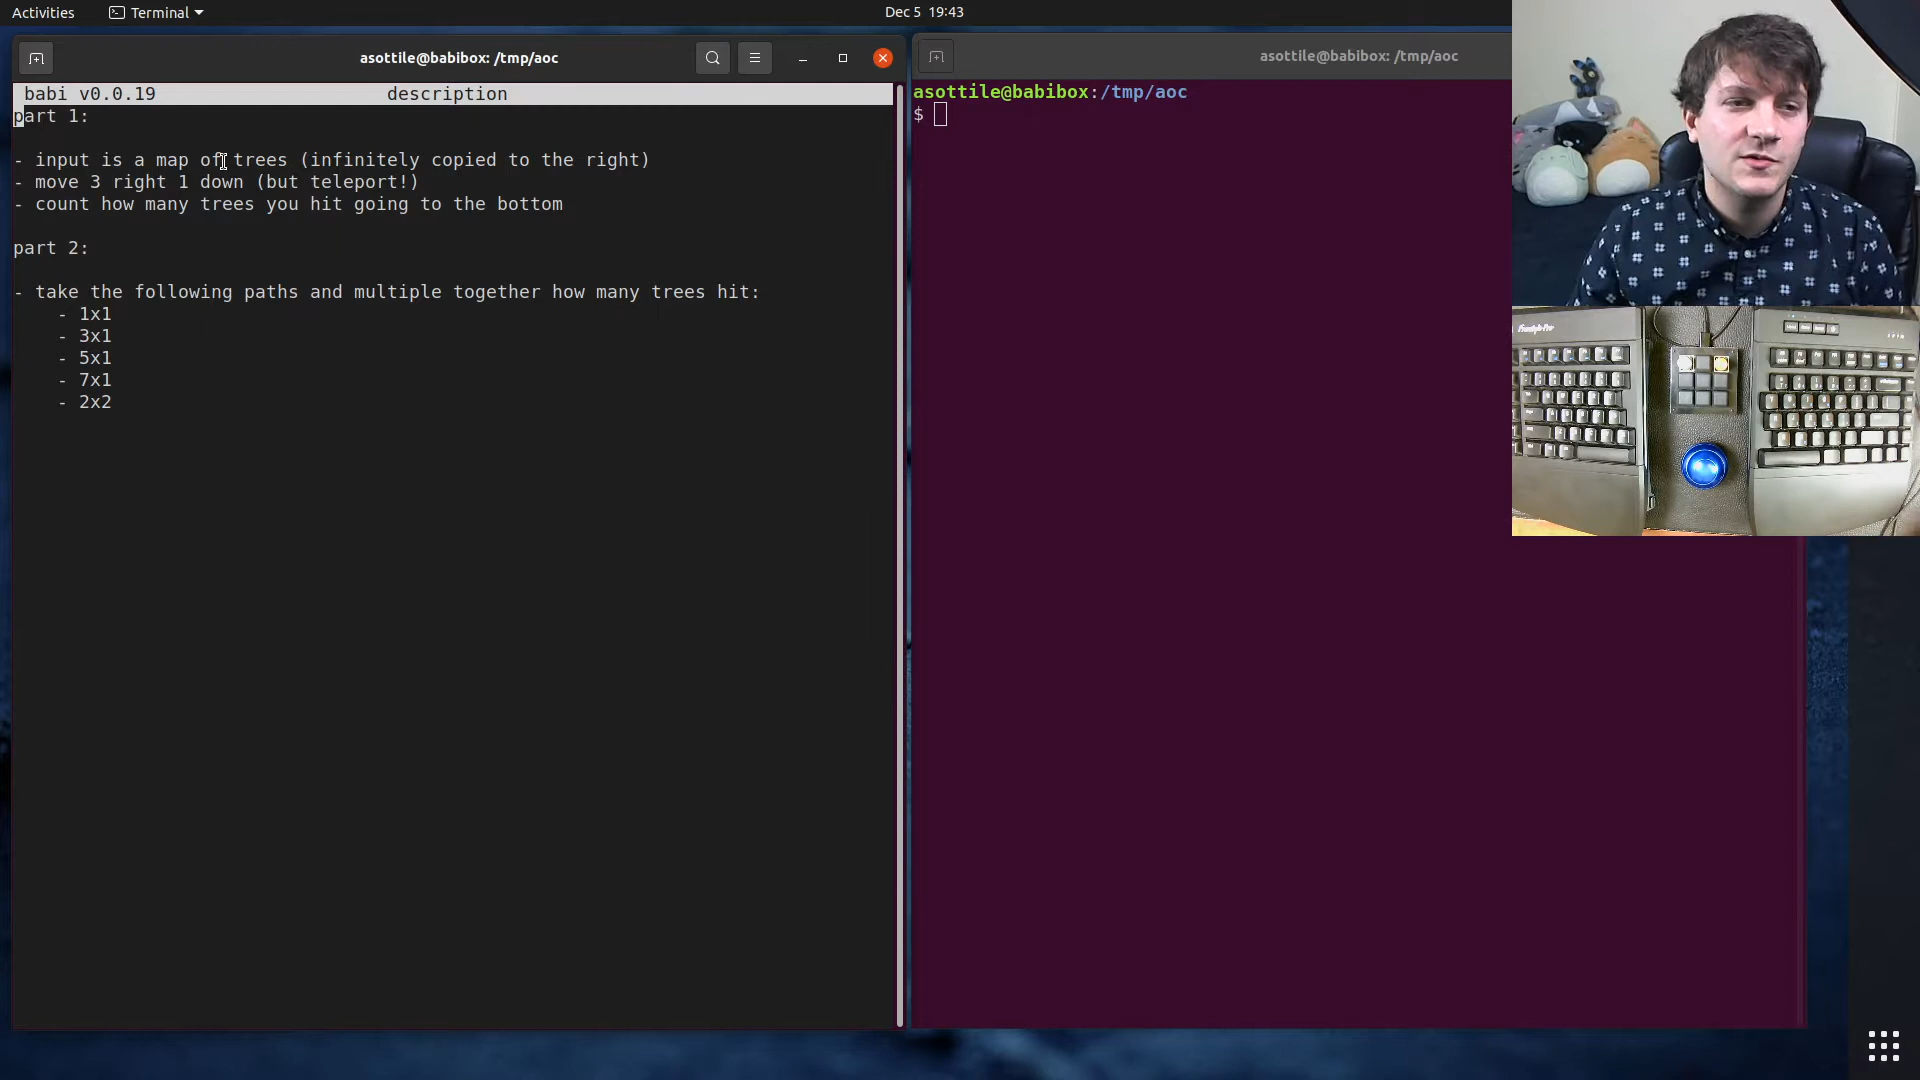 Activities
Terminal
Dec 5 19:43
asottile@babibox: /tmp/aoc
babi v0.0.19 description
part 1:
- input is a map of trees (infinitely copied to the right)
- move 3 right 1 down (but teleport!)
- count how many trees you hit going to the bottom
part 2:
- take the following paths and multiple together how many trees hit:
- 1x1
- 3x1
- 5x1
- 7x1
- 2x2
asottile@babibox: /tmp/aoc
asottile@babibox:/tmp/aoc
$
Freestyle Pro